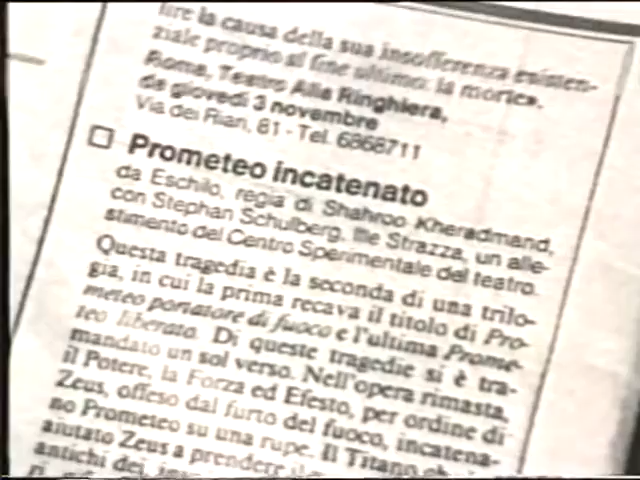 lire la causa della sua insofferenza esisten-
ziale proprio al fine ultimo: la morte».
Roma, Teatro Alla Ringhiera,
da giovedì 3 novembre
Via dei Riari, 81 - Tel. 6868711
Prometeo incatenato
da Eschilo, regia di Shahroo Kheradmand,
con Stephan Schulberg, Ille Strazza, un alle-
stimento del Centro Sperimentale del teatro.
Questa tragedia è la seconda di una trilo-
gia, in cui la prima recava il titolo di Pro-
meteo portatore di fuoco e l'ultima Prome-
teo liberato. Di queste tragedie si è tra-
mandato un sol verso. Nell'opera rimasta,
il Potere, la Forza ed Efesto, per ordine di
Zeus, offeso dal furto del fuoco, incatena-
no Prometeo su una rupe. Il Titano
aiutato Zeus a prendere
antichi dei